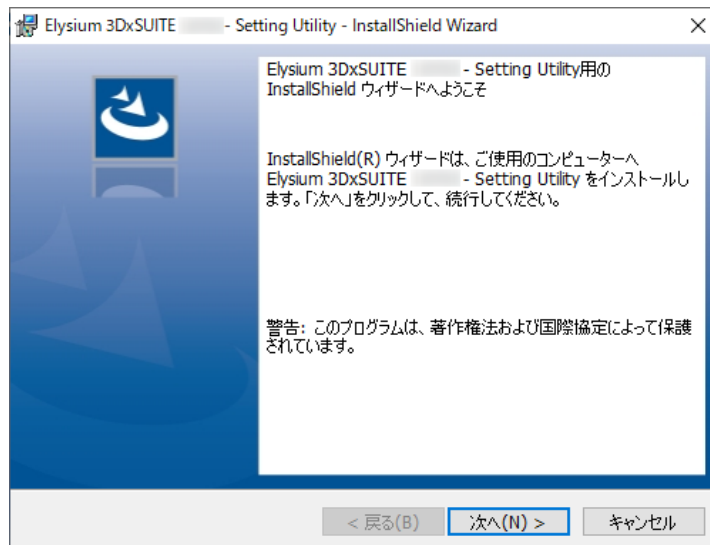 Elysium 3DxSUITE - Setting Utility - InstallShield Wizard
Elysium 3DxSUITE - Setting Utility用の
InstallShield ウィザードへようこそ
InstallShield(R) ウィザードは、ご使用のコンピューターへ
Elysium 3DxSUITE - Setting Utility をインストールし
ます。「次へ」をクリックして、続行してください。
警告: このプログラムは、著作権法および国際協定によって保護
されています。
< 戻る(B)
次へ(N) >
キャンセル